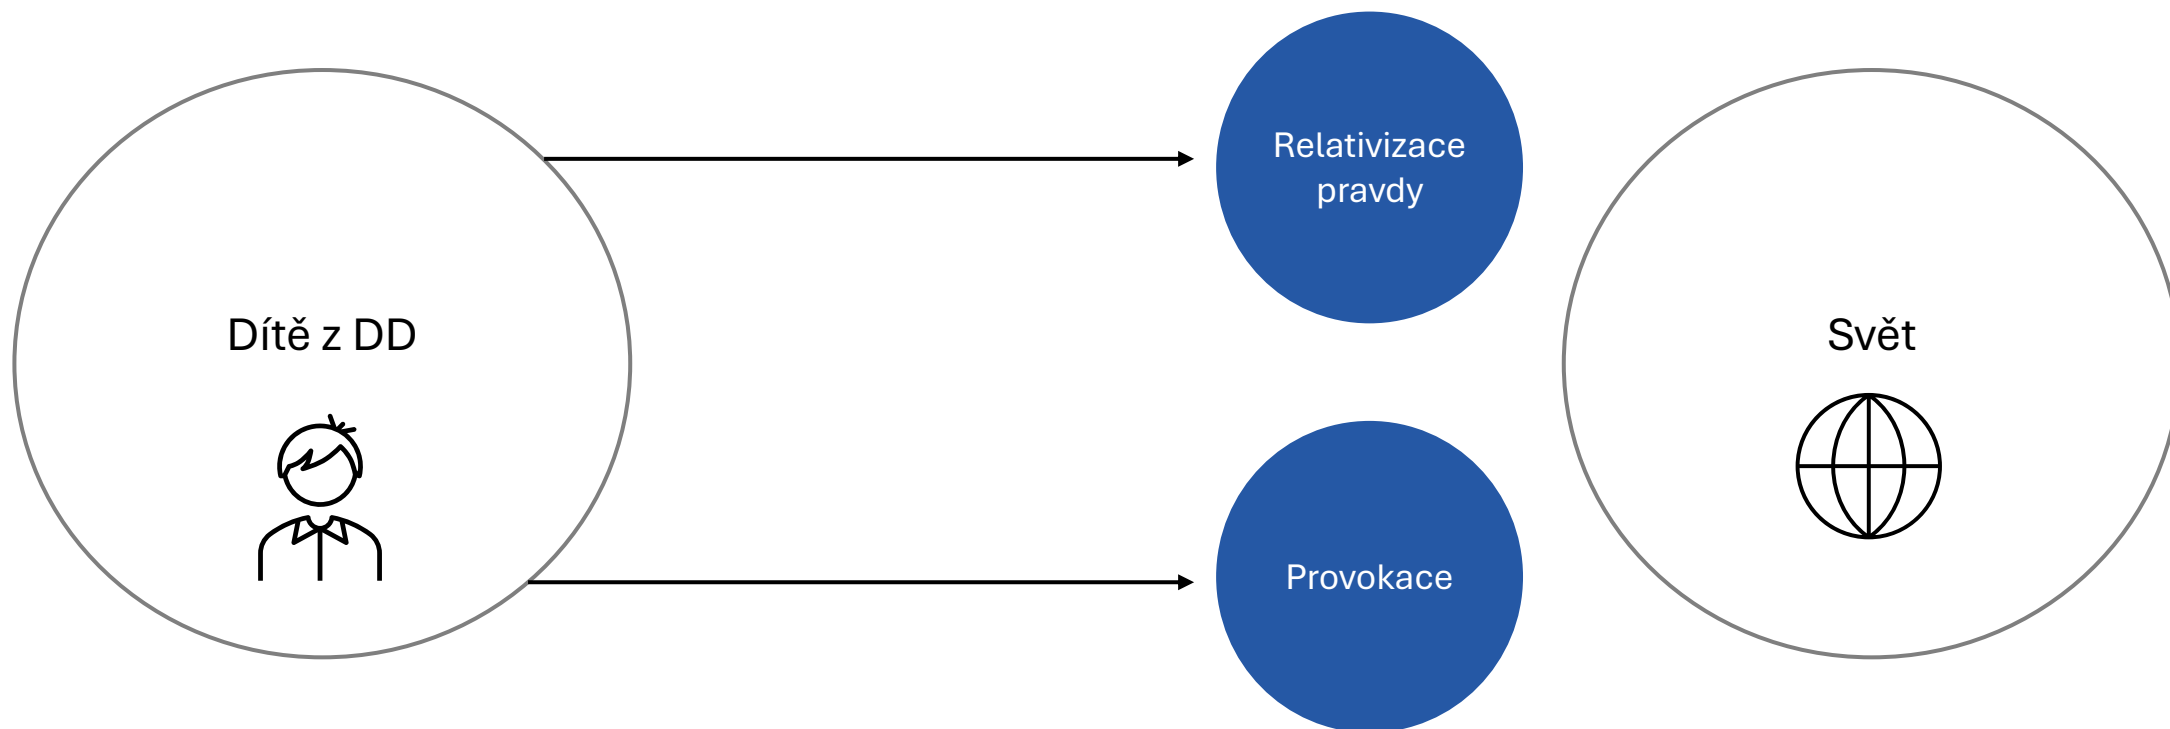 Dítě z DD
Relativizace
pravdy
Provokace
Svět